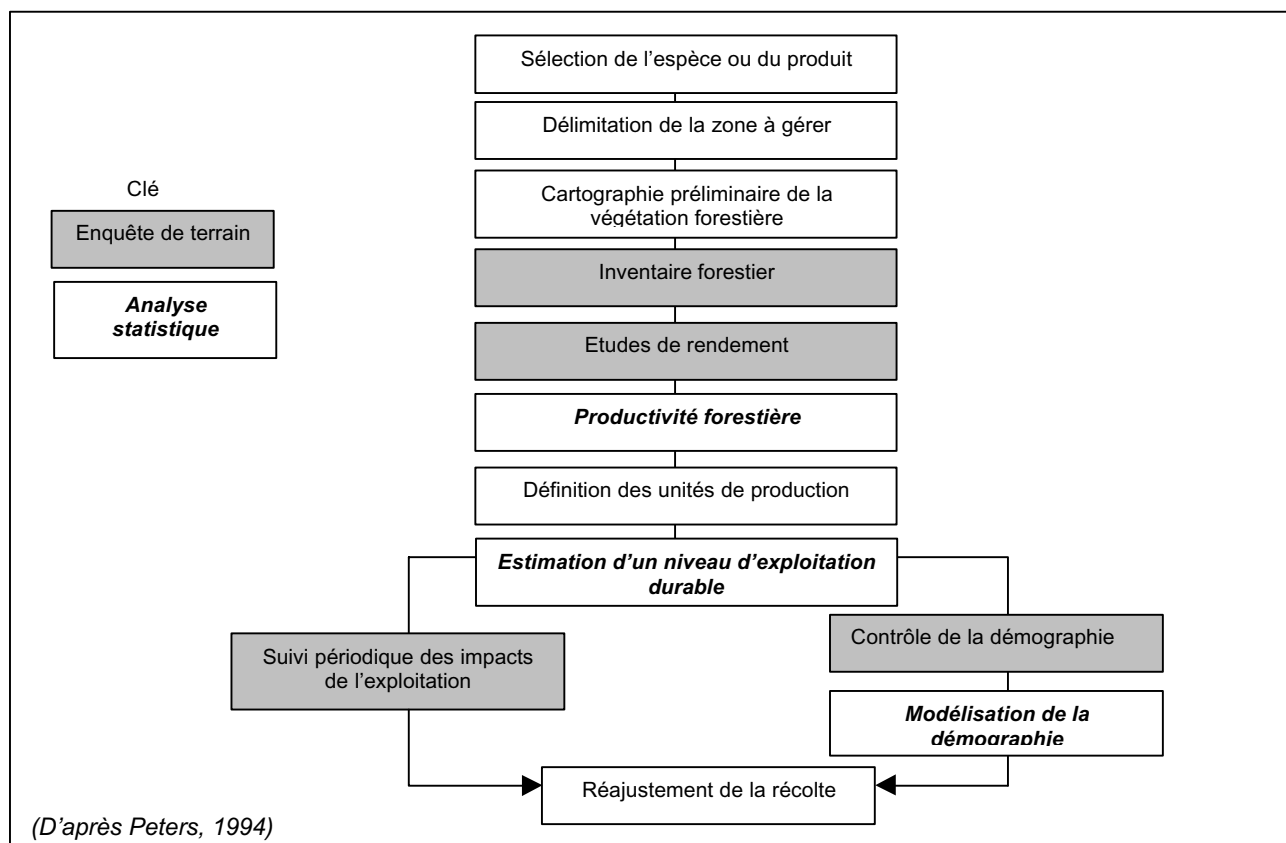 Sélection de l'espèce ou du produit
Délimitation de la zone à gérer
Cartographie préliminaire de la
végétation forestière
Clé
Enquête de terrain
Analyse
statistique
Inventaire forestier
Etudes de rendement
Productivité forestière
Définition des unités de production
Estimation d'un niveau d'exploitation
durable
Suivi périodique des impacts
de l'exploitation
Contrôle de la démographie
Modélisation de la
démographie
Réajustement de la récolte
(D'après Peters, 1994)